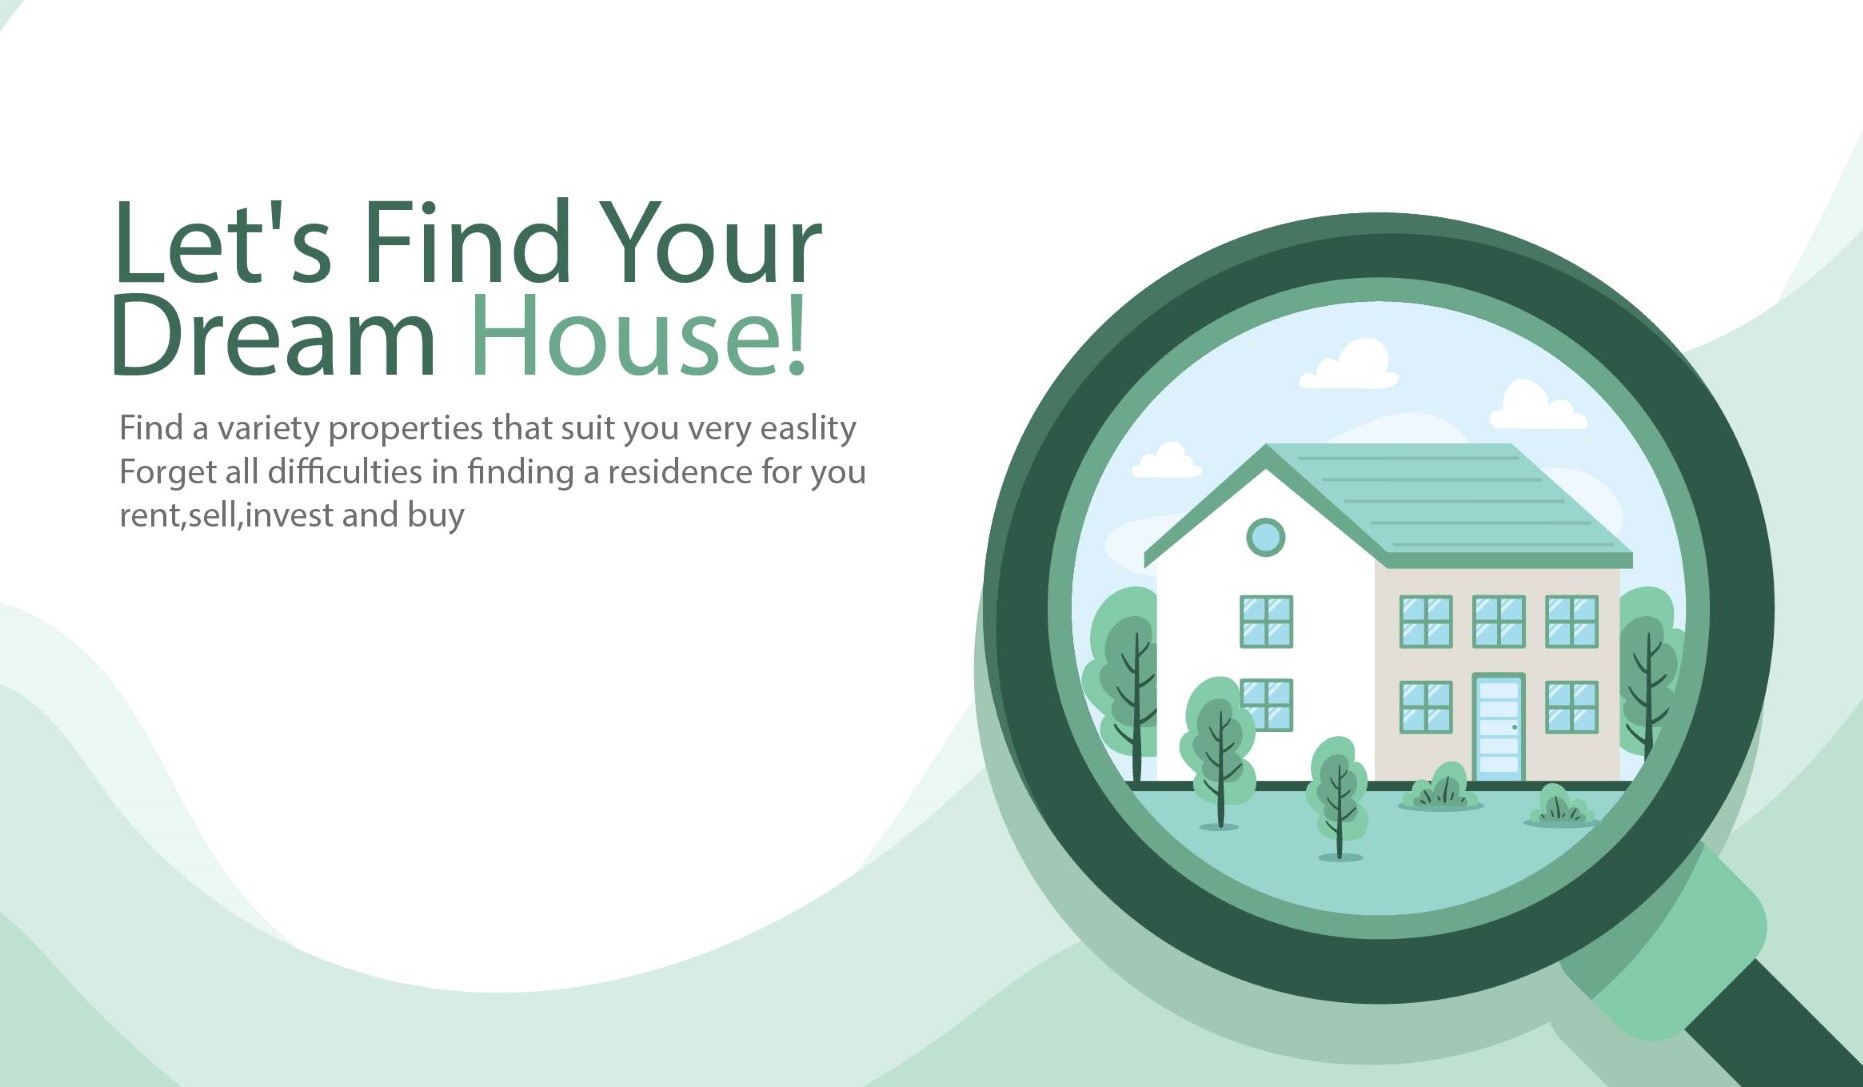 Let's Find Your
Dream House!
Find a variety properties that suit you very easlity
Forget all difficulties in finding a residence for you
rent,sell,invest and buy